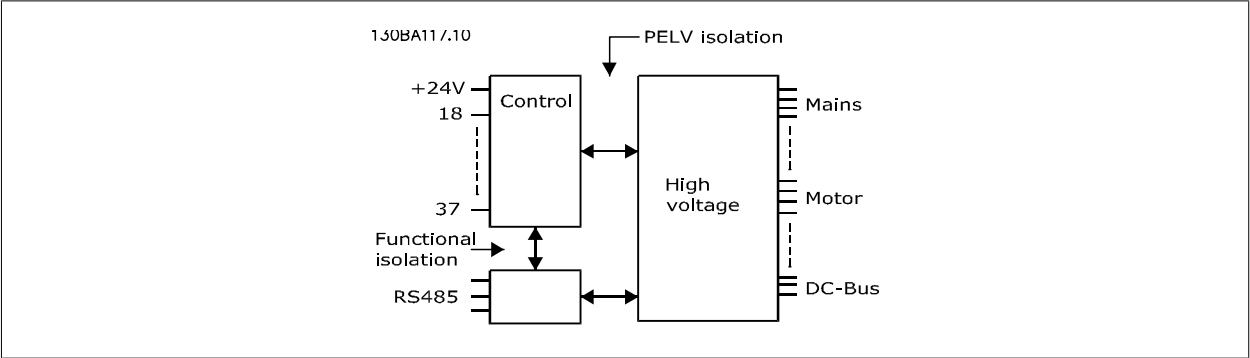 130BA117.10
PELV isolation
+24V
Control
18
Mains
High
voltage
Motor
37
Functional
isolation
RS485
DC-Bus